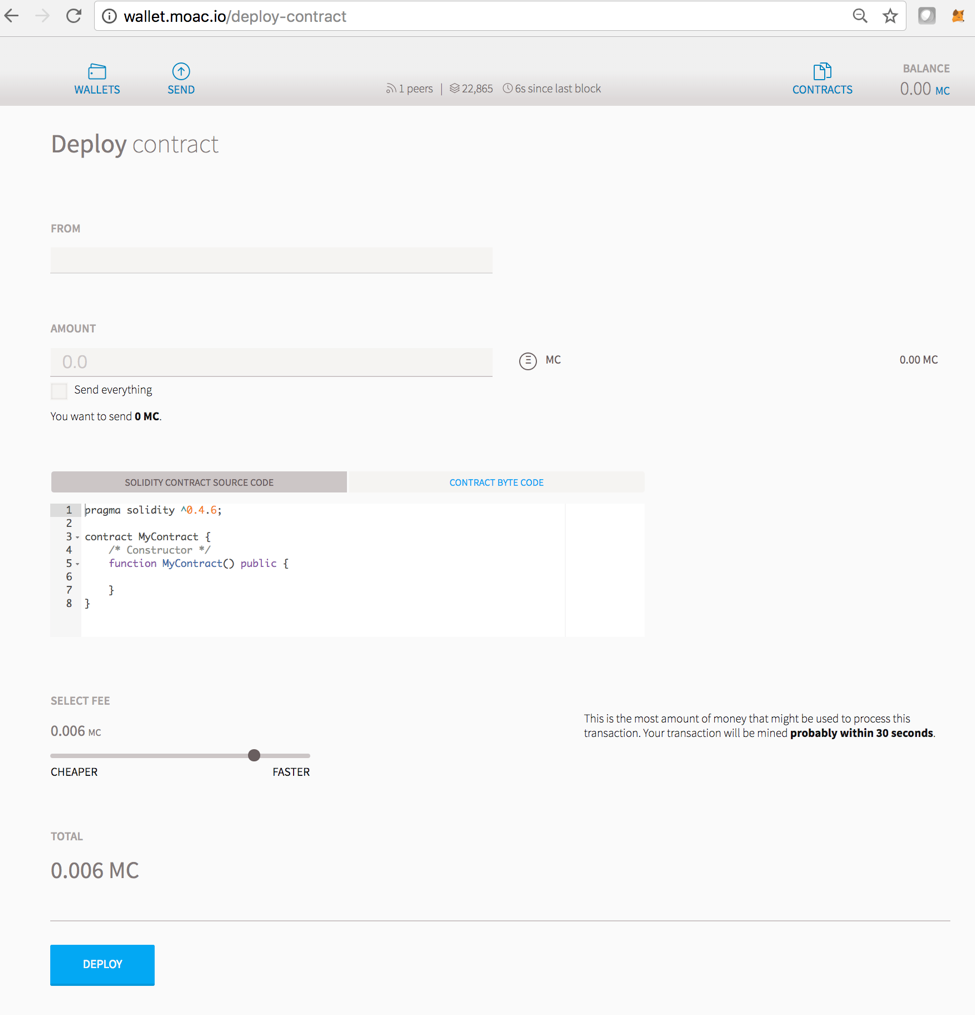 wallet.moac.io/deploy-contract
WALLETS
SEND
1 peers | 22,865 6s since last block
CONTRACTS
BALANCE
0.00 MC
Deploy contract
FROM
AMOUNT
0.0
MC
0.00 MC
Send everything
You want to send 0 MC.
SOLIDITY CONTRACT SOURCE CODE
CONTRACT BYTE CODE
1 pragma solidity ^0.4.6;
2
3 contract MyContract {
4     /* Constructor */
5     function MyContract() public {
6
7     }
8 }
SELECT FEE
0.006 MC
CHEAPER
FASTER
This is the most amount of money that might be used to process this
transaction. Your transaction will be mined probably within 30 seconds.
TOTAL
0.006 MC
DEPLOY